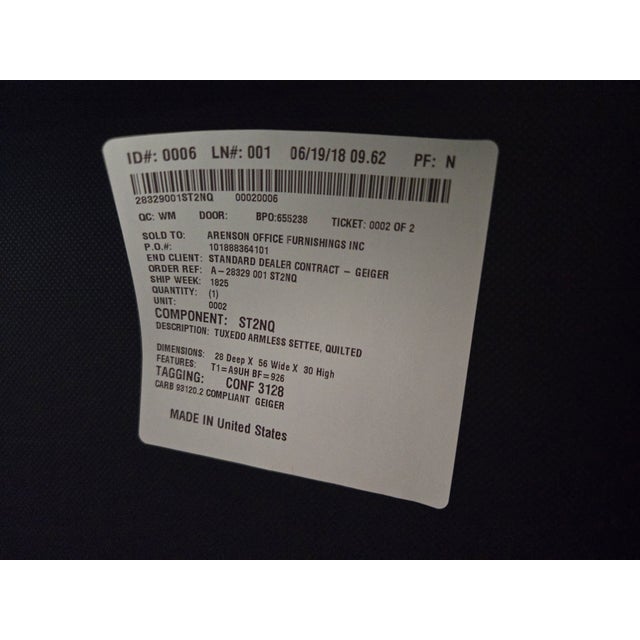 ID#: 0006 LN#: 001 06/19/18 09.62 PF: N
28329001ST2NQ 00020006
QC: WM DOOR: BPO:655238 TICKET: 0002 OF 2
SOLD TO: ARENSON OFFICE FURNISHINGS INC
P.O.#: 101888364101
END CLIENT: STANDARD DEALER CONTRACT – GEIGER
ORDER REF: A–28329 001 ST2NQ
SHIP WEEK: 1825
QUANTITY: (1)
UNIT: 0002
COMPONENT: ST2NQ
DESCRIPTION: TUXEDO ARMLESS SETTEE, QUILTED
DIMENSIONS: 28 Deep X 56 Wide X 30 High
FEATURES: T1=A9UH BF=926
TAGGING: CONF 3128
CARB 93120.2 COMPLIANT GEIGER
MADE IN United States